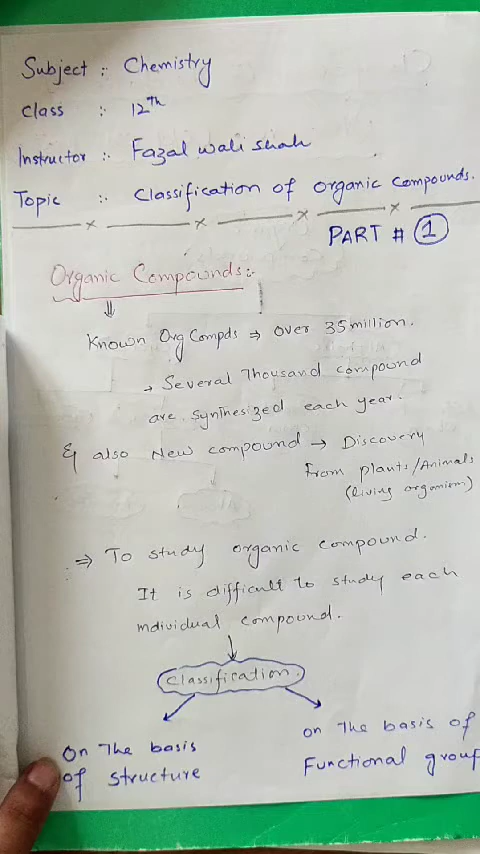 Subject :- Chemistry
Class :- 12th
Instructor :- Fazal wali shah
Topic :- Classification of organic compounds.
PART # 1
Organic Compounds:-
Known Org Compds ⇒ over 35 million.
→ Several Thousand compound
are synthesized each year.
& also New compound → Discovery
From plants/Animals
(living organism)
⇒ To study organic compound.
It is difficult to study each
individual compound.
Classification.
on The basis
of structure
on The basis of
Functional group